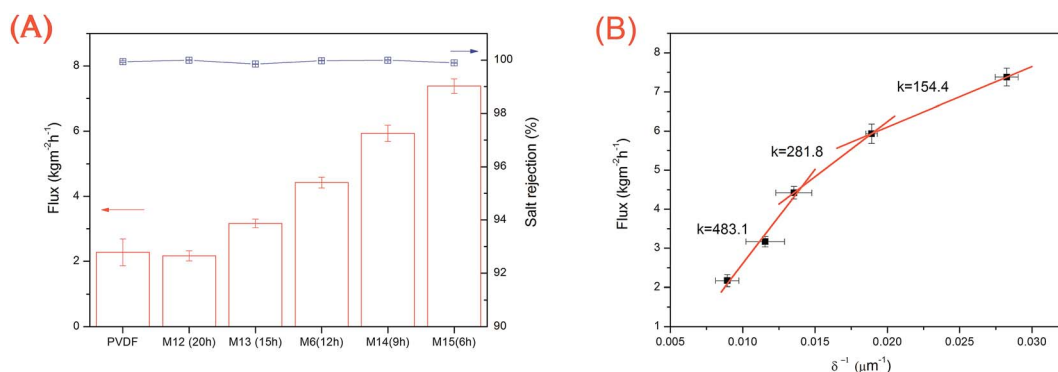 (A)
8
6
4
2
0
Flux (kgm⁻²h⁻¹)
100
98
96
94
92
90
Salt rejection (%)
PVDF M12 (20h) M13 (15h) M6(12h) M14(9h) M15(6h)
(B)
8
7
6
5
4
3
2
1
Flux (kgm⁻²h⁻¹)
k=154.4
k=281.8
k=483.1
0.005 0.010 0.015 0.020 0.025 0.030
δ⁻¹ (μm⁻¹)